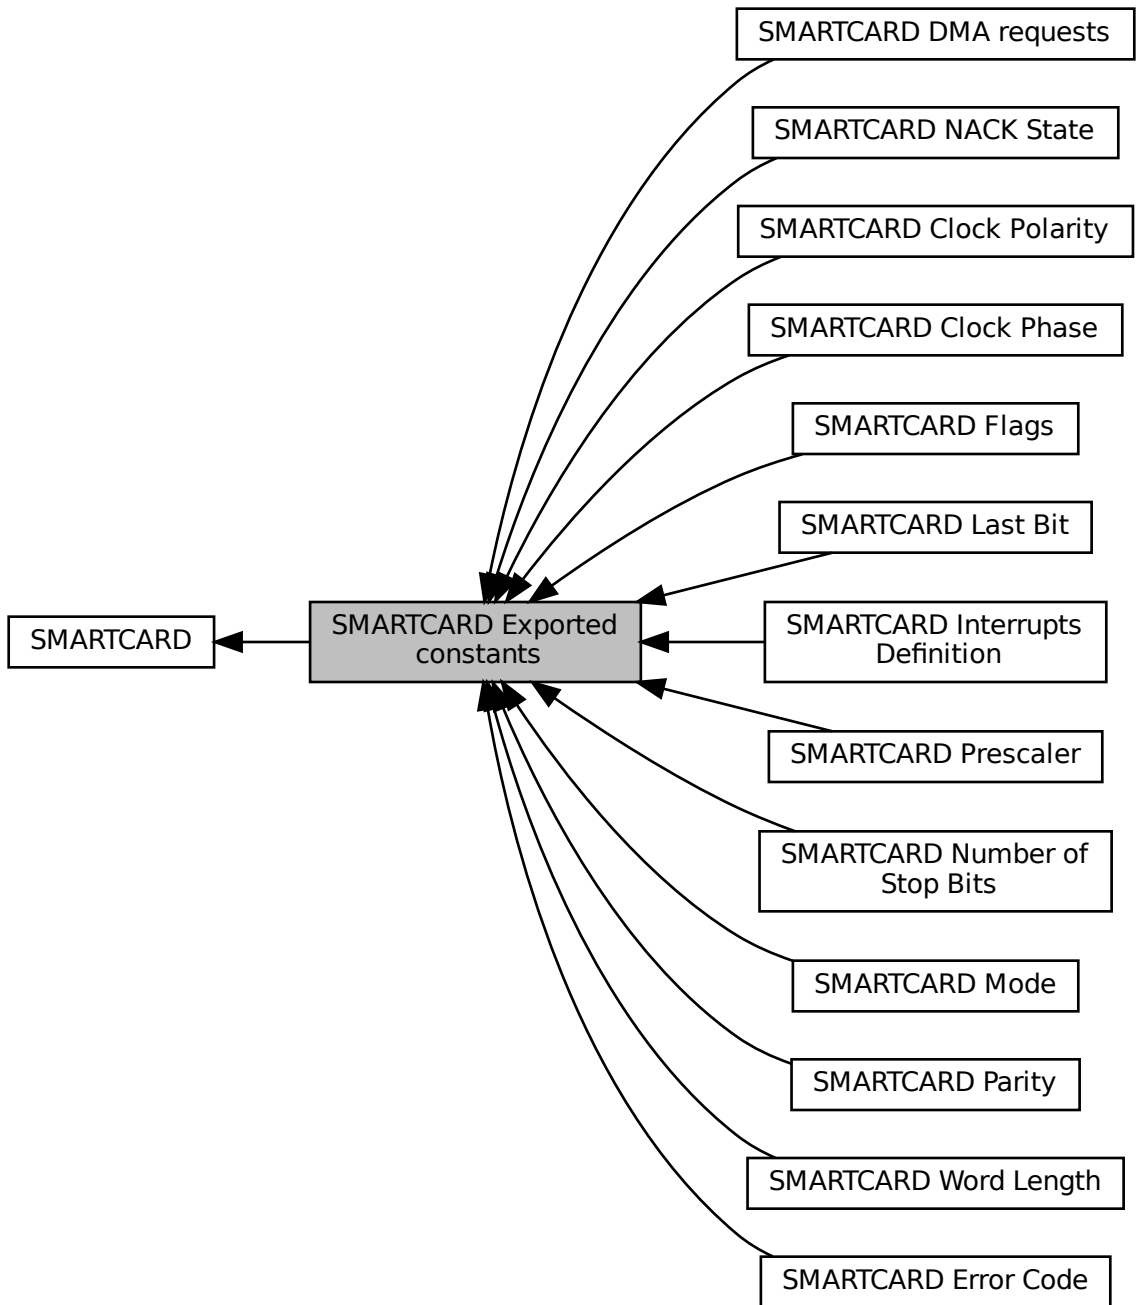 SMARTCARD DMA requests
SMARTCARD NACK State
SMARTCARD Clock Polarity
SMARTCARD Clock Phase
SMARTCARD Flags
SMARTCARD Last Bit
SMARTCARD
SMARTCARD Exported
constants
SMARTCARD Interrupts
Definition
SMARTCARD Prescaler
SMARTCARD Number of
Stop Bits
SMARTCARD Mode
SMARTCARD Parity
SMARTCARD Word Length
SMARTCARD Error Code